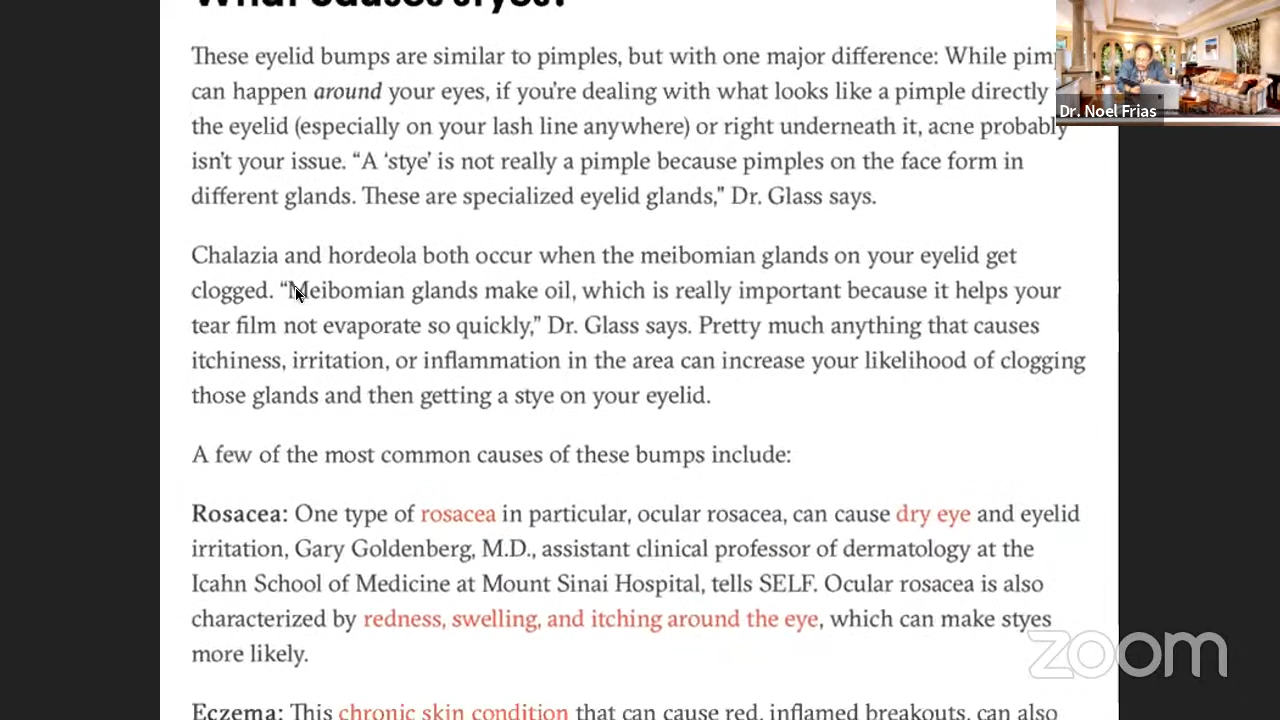 What causes styes?
These eyelid bumps are similar to pimples, but with one major difference: While
can happen around your eyes, if you're dealing with what looks like a pimple directly
the eyelid (especially on your lash line anywhere) or right underneath it, acne probably
isn't your issue. “A ‘stye’ is not really a pimple because pimples on the face form in
different glands. These are specialized eyelid glands,” Dr. Glass says.
Chalazia and hordeola both occur when the meibomian glands on your eyelid get
clogged. “Meibomian glands make oil, which is really important because it helps your
tear film not evaporate so quickly,” Dr. Glass says. Pretty much anything that causes
itchiness, irritation, or inflammation in the area can increase your likelihood of clogging
those glands and then getting a stye on your eyelid.
A few of the most common causes of these bumps include:
Rosacea: One type of rosacea in particular, ocular rosacea, can cause dry eye and eyelid
irritation, Gary Goldenberg, M.D., assistant clinical professor of dermatology at the
Icahn School of Medicine at Mount Sinai Hospital, tells SELF. Ocular rosacea is also
characterized by redness, swelling, and itching around the eye, which can make styes
more likely.
Eczema: This chronic skin condition that can cause red, inflamed breakouts, can also
Dr. Noel Frias
zoom